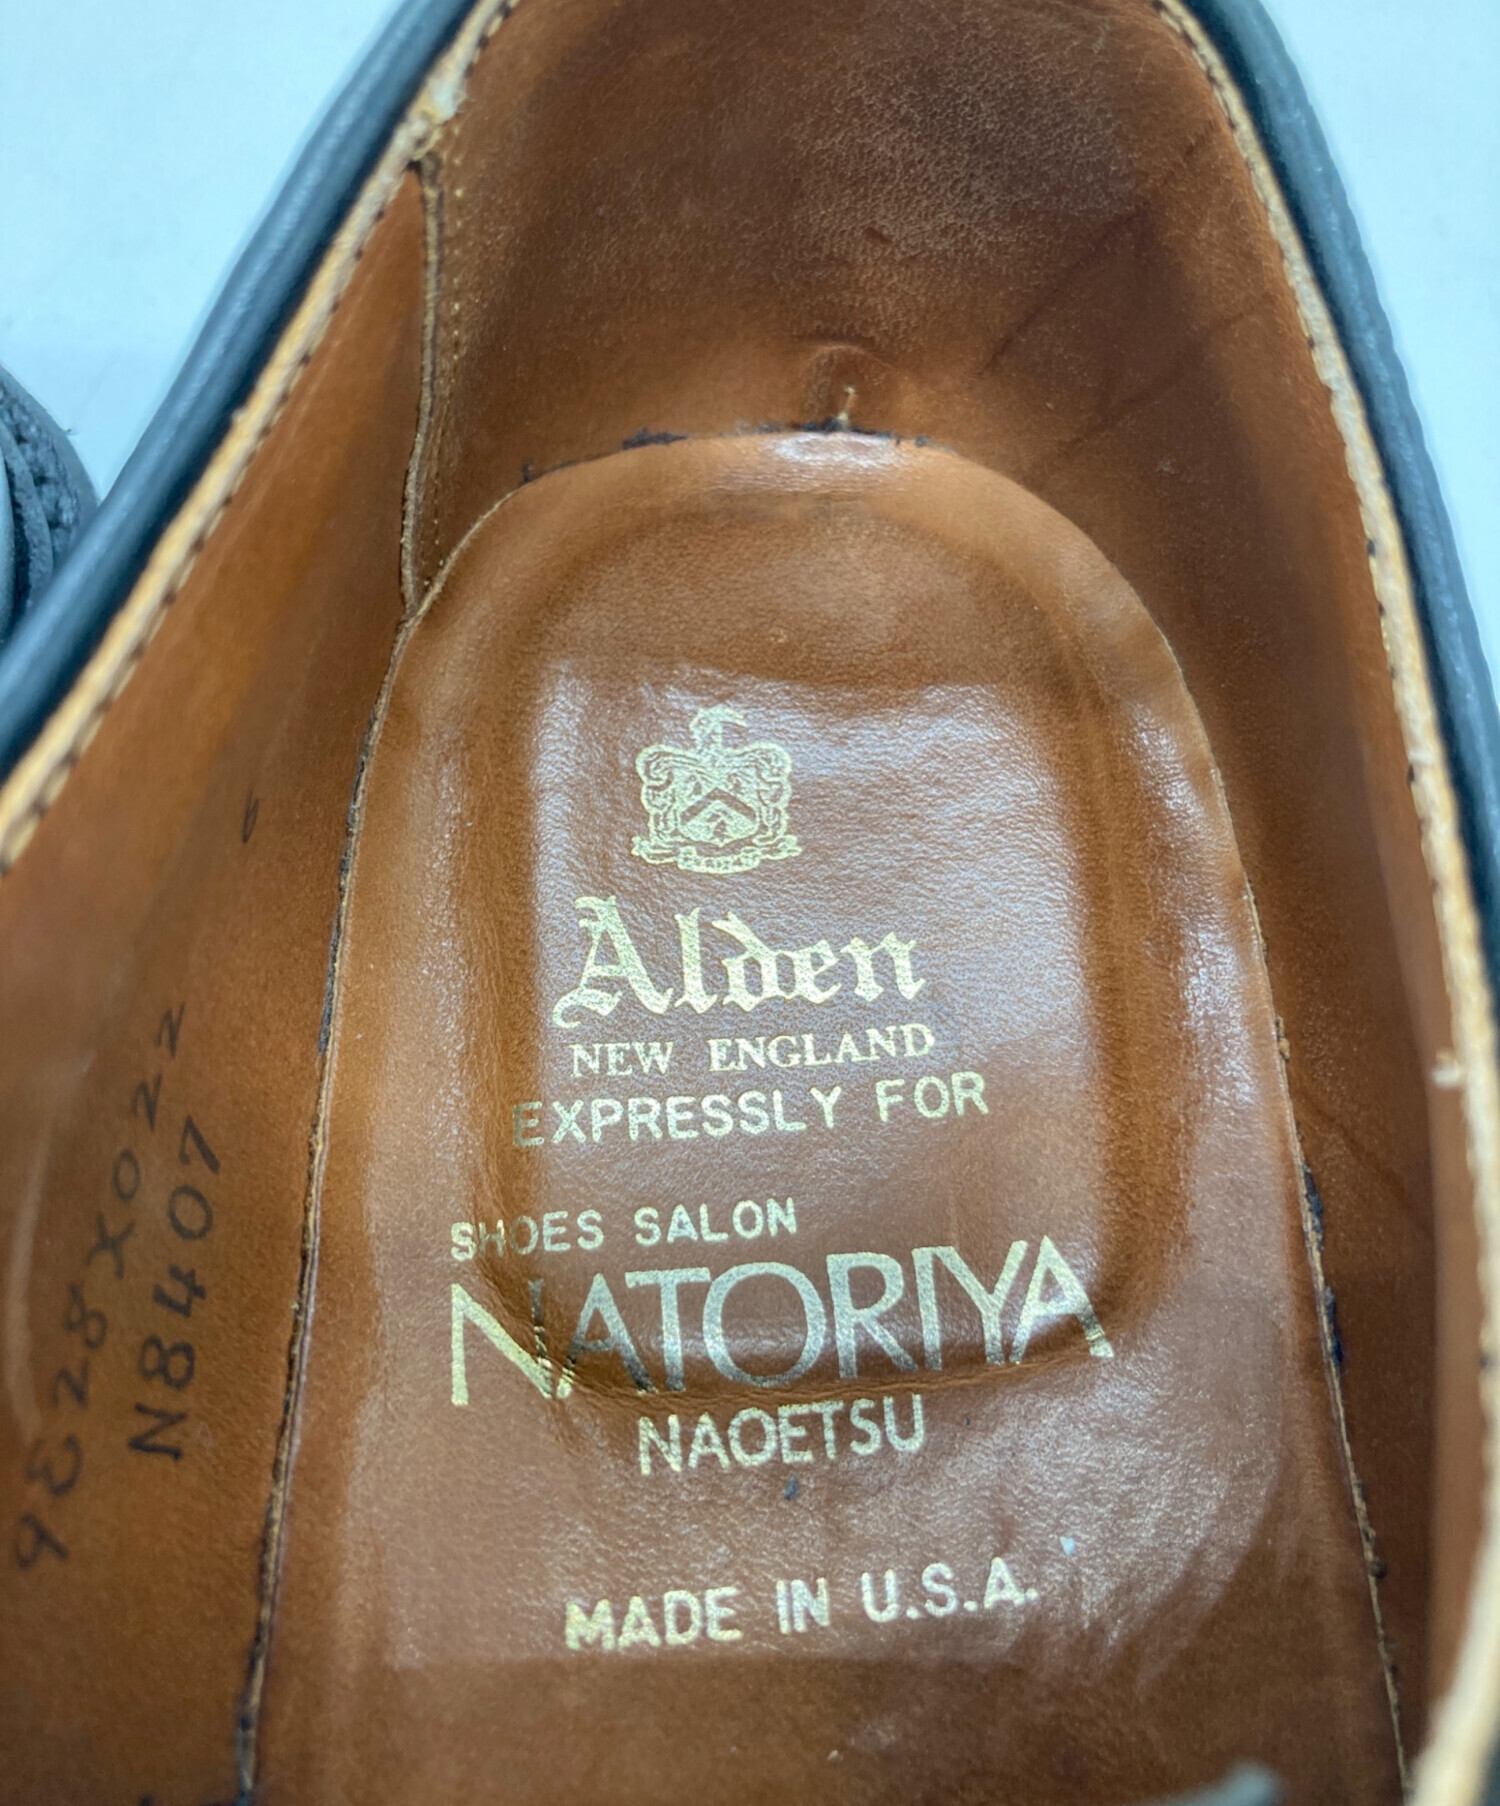 Alden
NEW ENGLAND
EXPRESSLY FOR
SHOES SALON
NATORIYA
NAOETSU
MADE IN U.S.A.
9E28X022
N8407